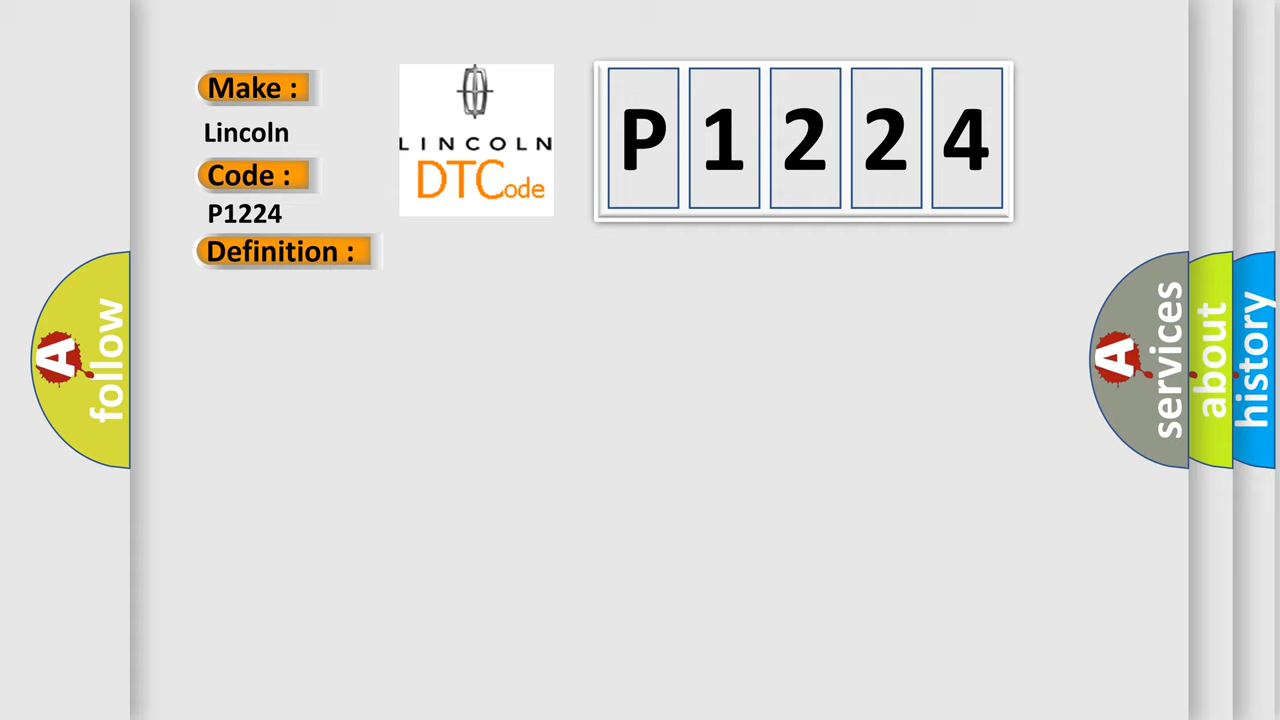 Make :
Lincoln
Code :
P1224
Definition :
LINCOLN
DTCode
P 1 2 2 4
A follow
A services
about
history